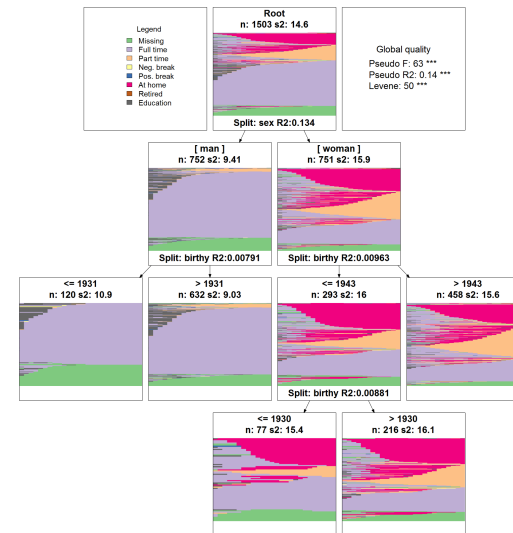 Legend
Missing
Full time
Part time
Neg. break
Pos. break
At home
Retired
Education
Root
n: 1503 s2: 14.6
Split: sex R2:0.134
Global quality
Pseudo F: 63 ***
Pseudo R2: 0.14 ***
Levene: 50 ***
[ man ]
n: 752 s2: 9.41
Split: birthy R2:0.00791
[ woman ]
n: 751 s2: 15.9
Split: birthy R2:0.00963
<= 1931
n: 120 s2: 10.9
> 1931
n: 632 s2: 9.03
<= 1943
n: 293 s2: 16
Split: birthy R2:0.00881
> 1943
n: 458 s2: 15.6
<= 1930
n: 77 s2: 15.4
> 1930
n: 216 s2: 16.1